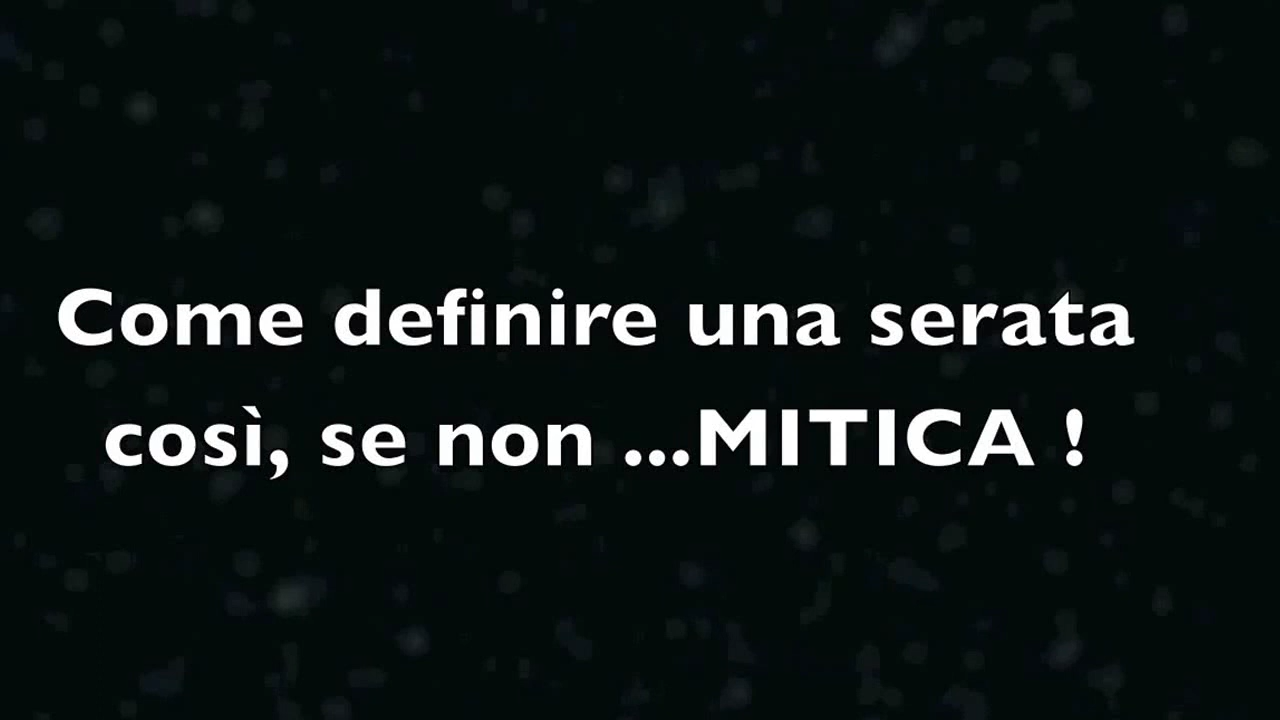 Come definire una serata
così, se non ...MITICA !